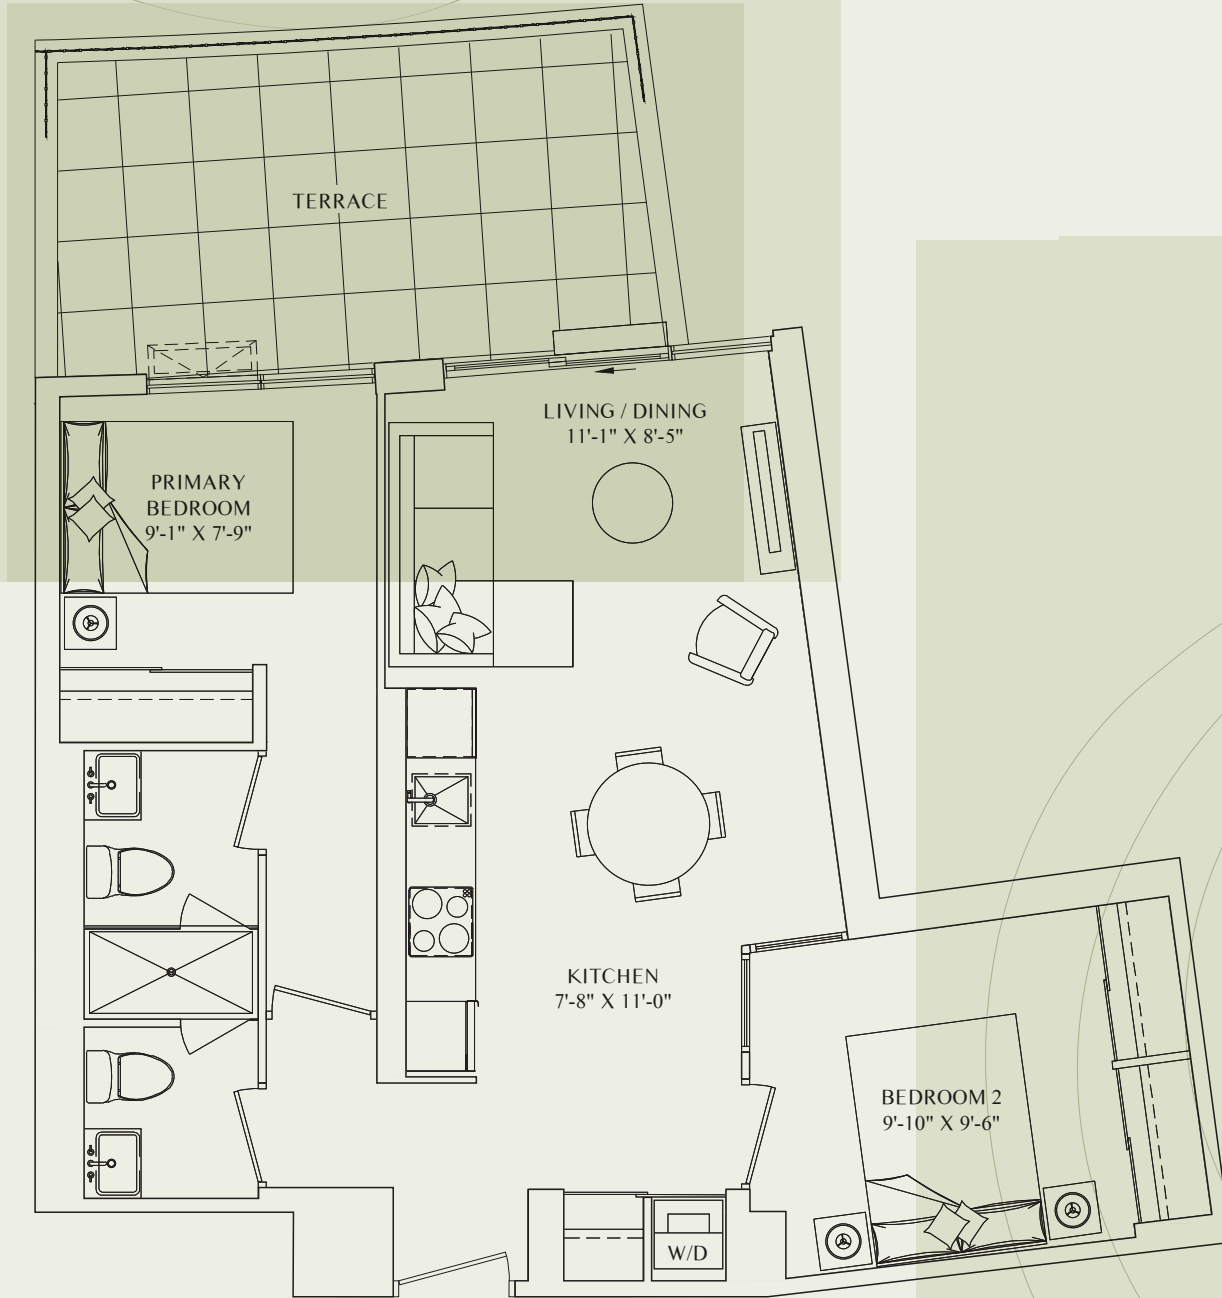 TERRACE
LIVING / DINING
11'-1" X 8'-5"
PRIMARY
BEDROOM
9'-1" X 7'-9"
KITCHEN
7'-8" X 11'-0"
BEDROOM 2
9'-10" X 9'-6"
W/D